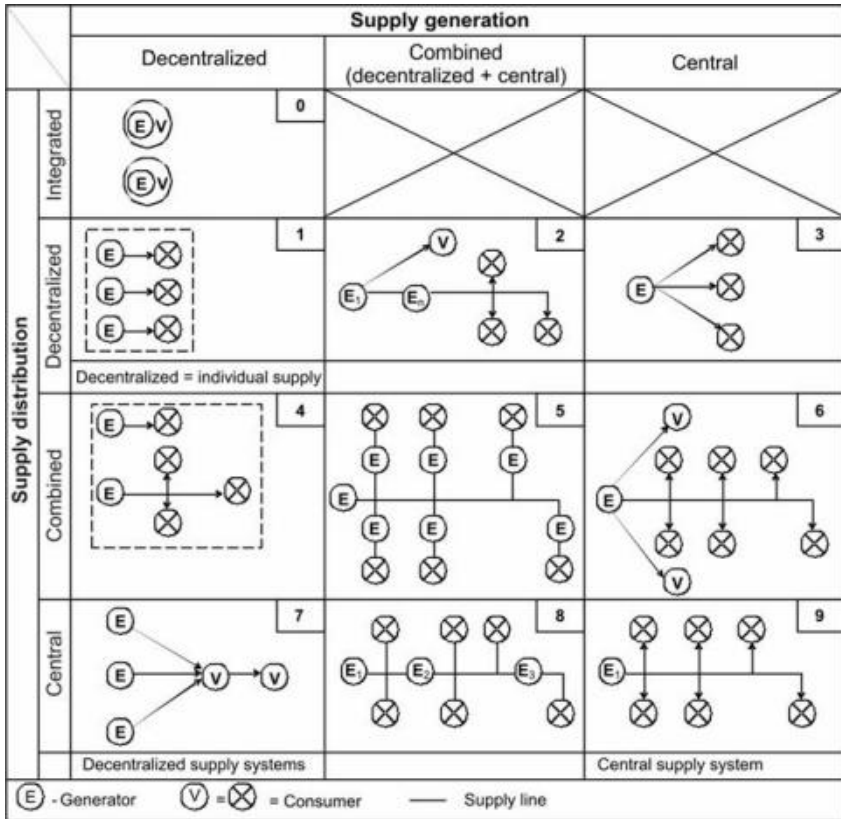 Supply generation
Decentralized
Combined
(decentralized + central)
Central
Supply distribution
Integrated
0
E V
E V
Decentralized
1
E
E
E
2
V
E1 En
3
E
Decentralized = individual supply
Combined
4
E
E
5
E E E
E
E E E
6
V
E
V
Central
7
E
E V V
E
8
E1 E2 E3
9
E1
Decentralized supply systems
Central supply system
E - Generator V = = Consumer Supply line